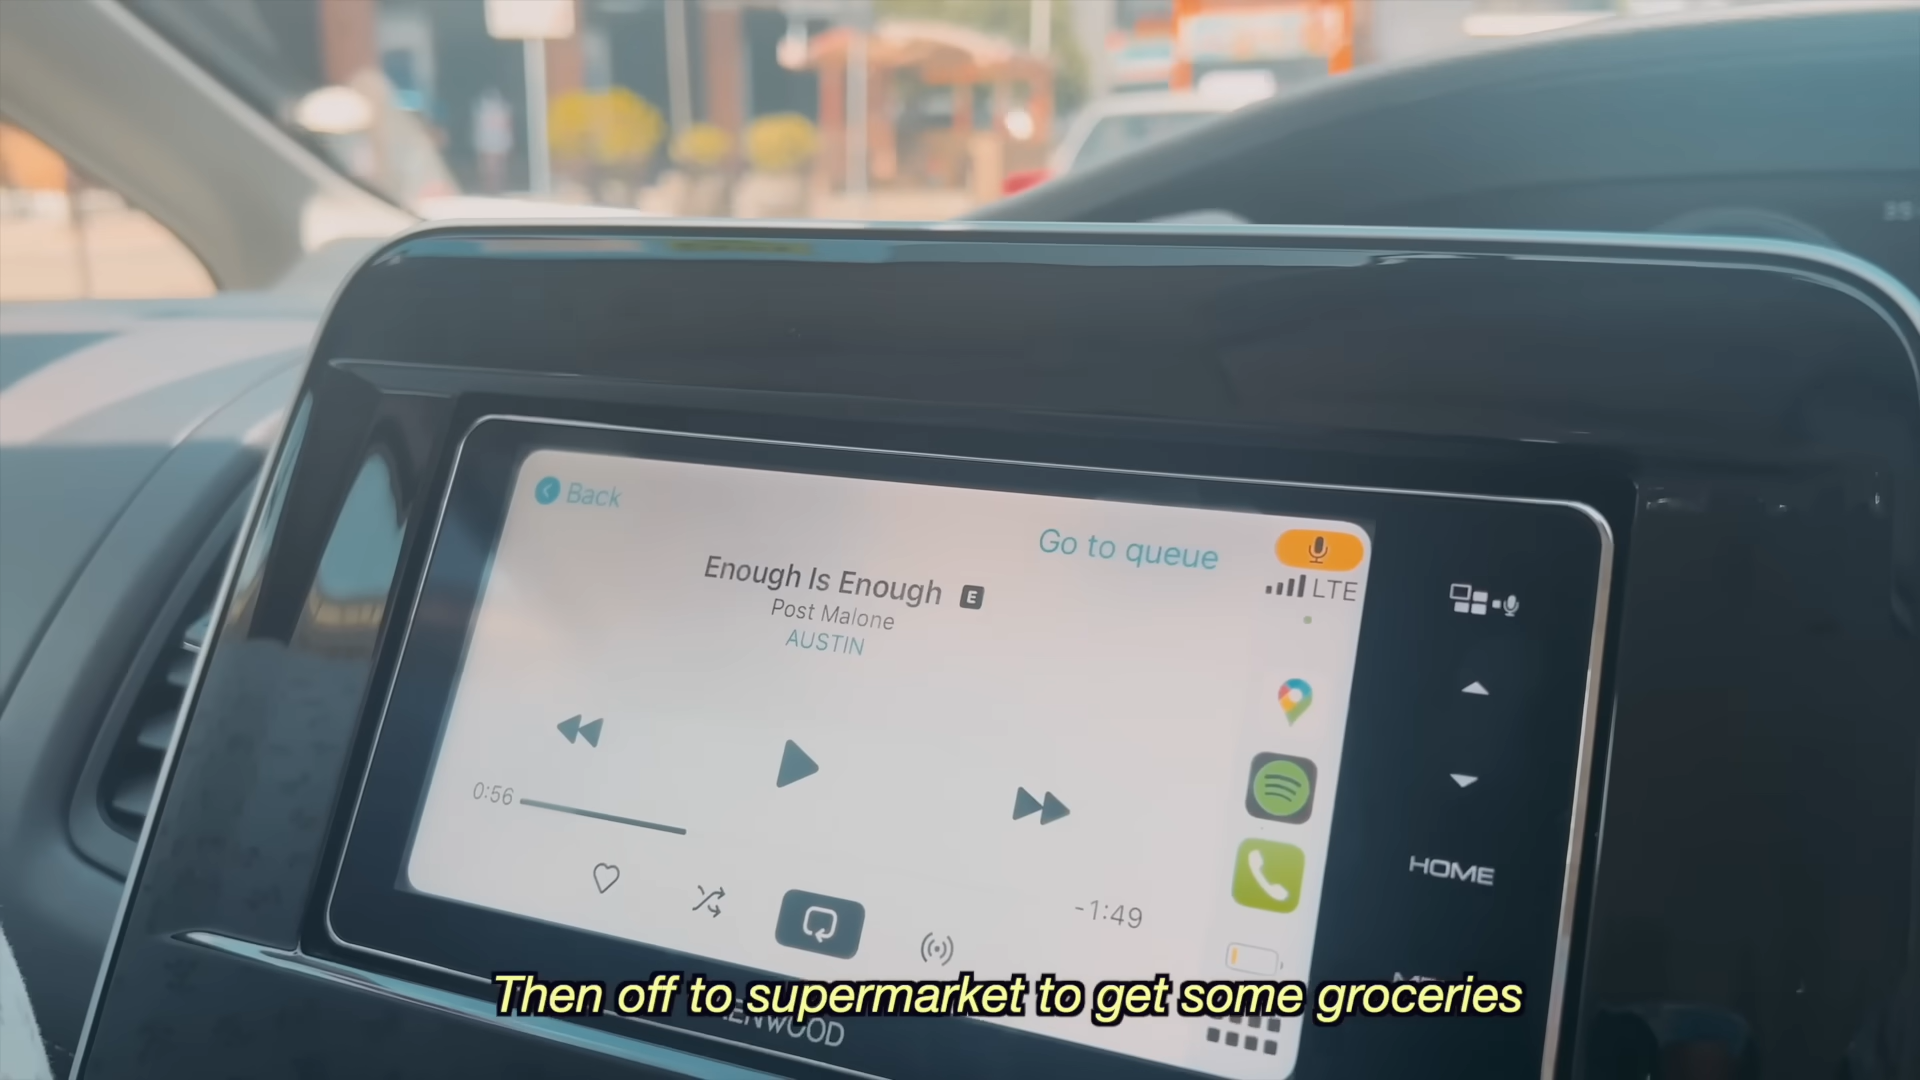 Back
Go to queue
LTE
Enough Is Enough E
Post Malone
AUSTIN
0:56
-1:49
HOME
Then off to supermarket to get some groceries